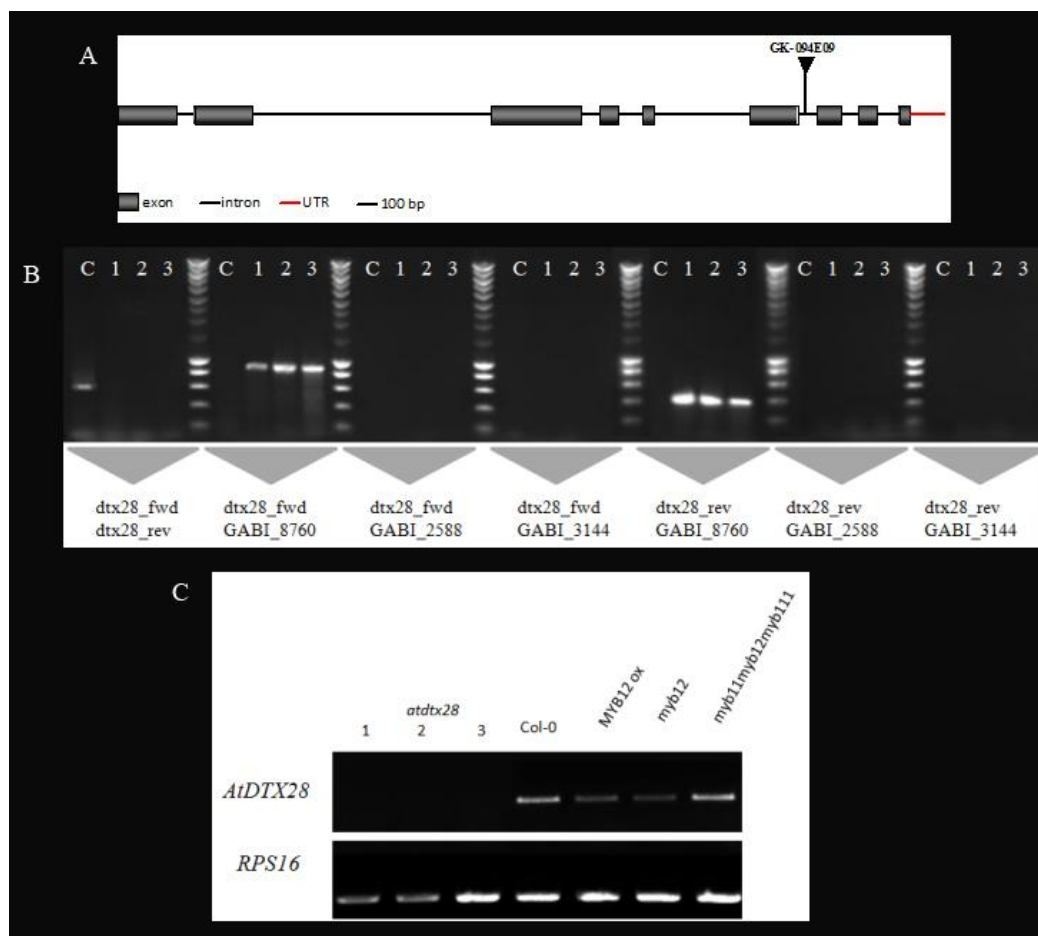 A
GK-094E09
exon intron UTR 100 bp
B
C 1 2 3 C 1 2 3 C 1 2 3 C 1 2 3 C 1 2 3 C 1 2 3 C 1 2 3
dtx28_fwd dtx28_fwd dtx28_fwd dtx28_fwd dtx28_rev dtx28_rev dtx28_rev
dtx28_rev GABI_8760 GABI_2588 GABI_3144 GABI_8760 GABI_2588 GABI_3144
C
atdtx28
1 2 3 Col-0 MYB12 ox myb12 myb11myb12myb111
AtDTX28
RPS16